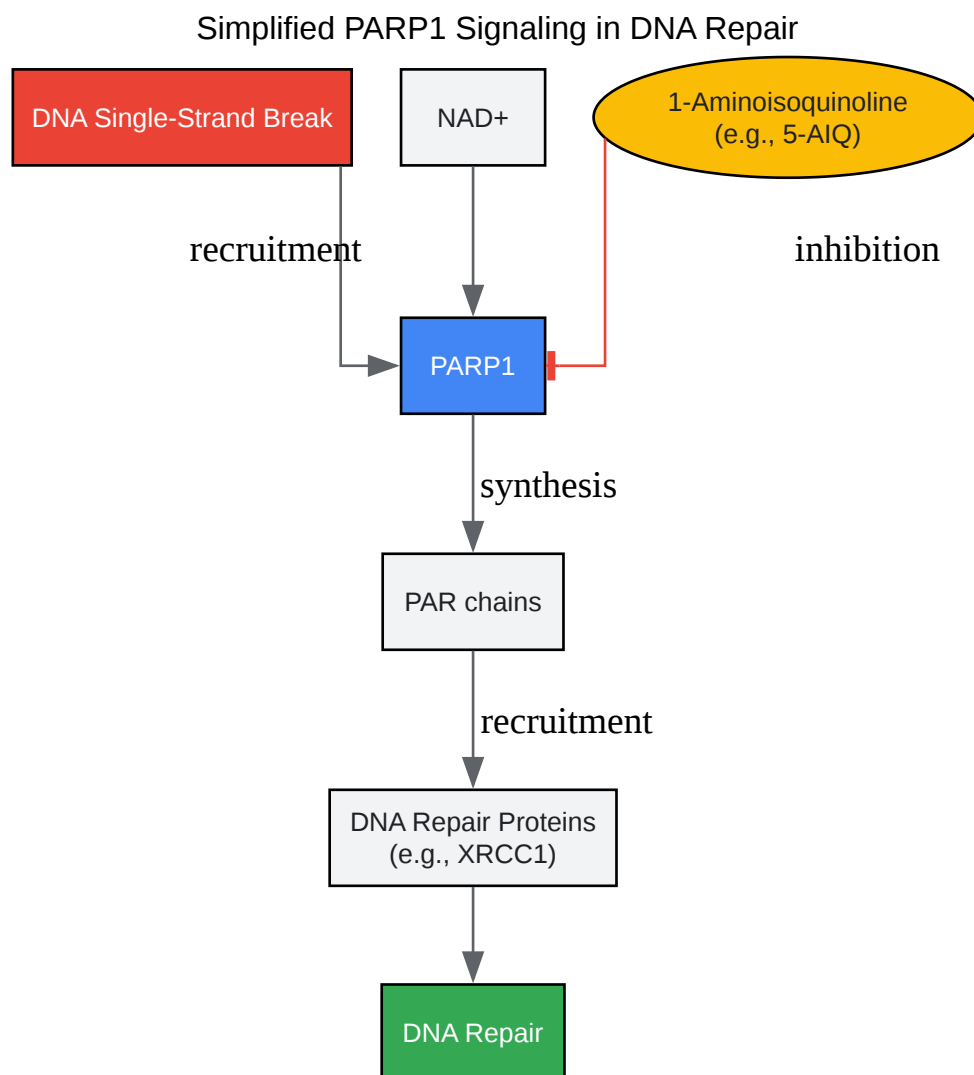 Simplified PARP1 Signaling in DNA Repair
DNA Single-Strand Break
NAD+
1-Aminoisoquinoline
(e.g., 5-AIQ)
recruitment
inhibition
PARP1
synthesis
PAR chains
recruitment
DNA Repair Proteins
(e.g., XRCC1)
DNA Repair